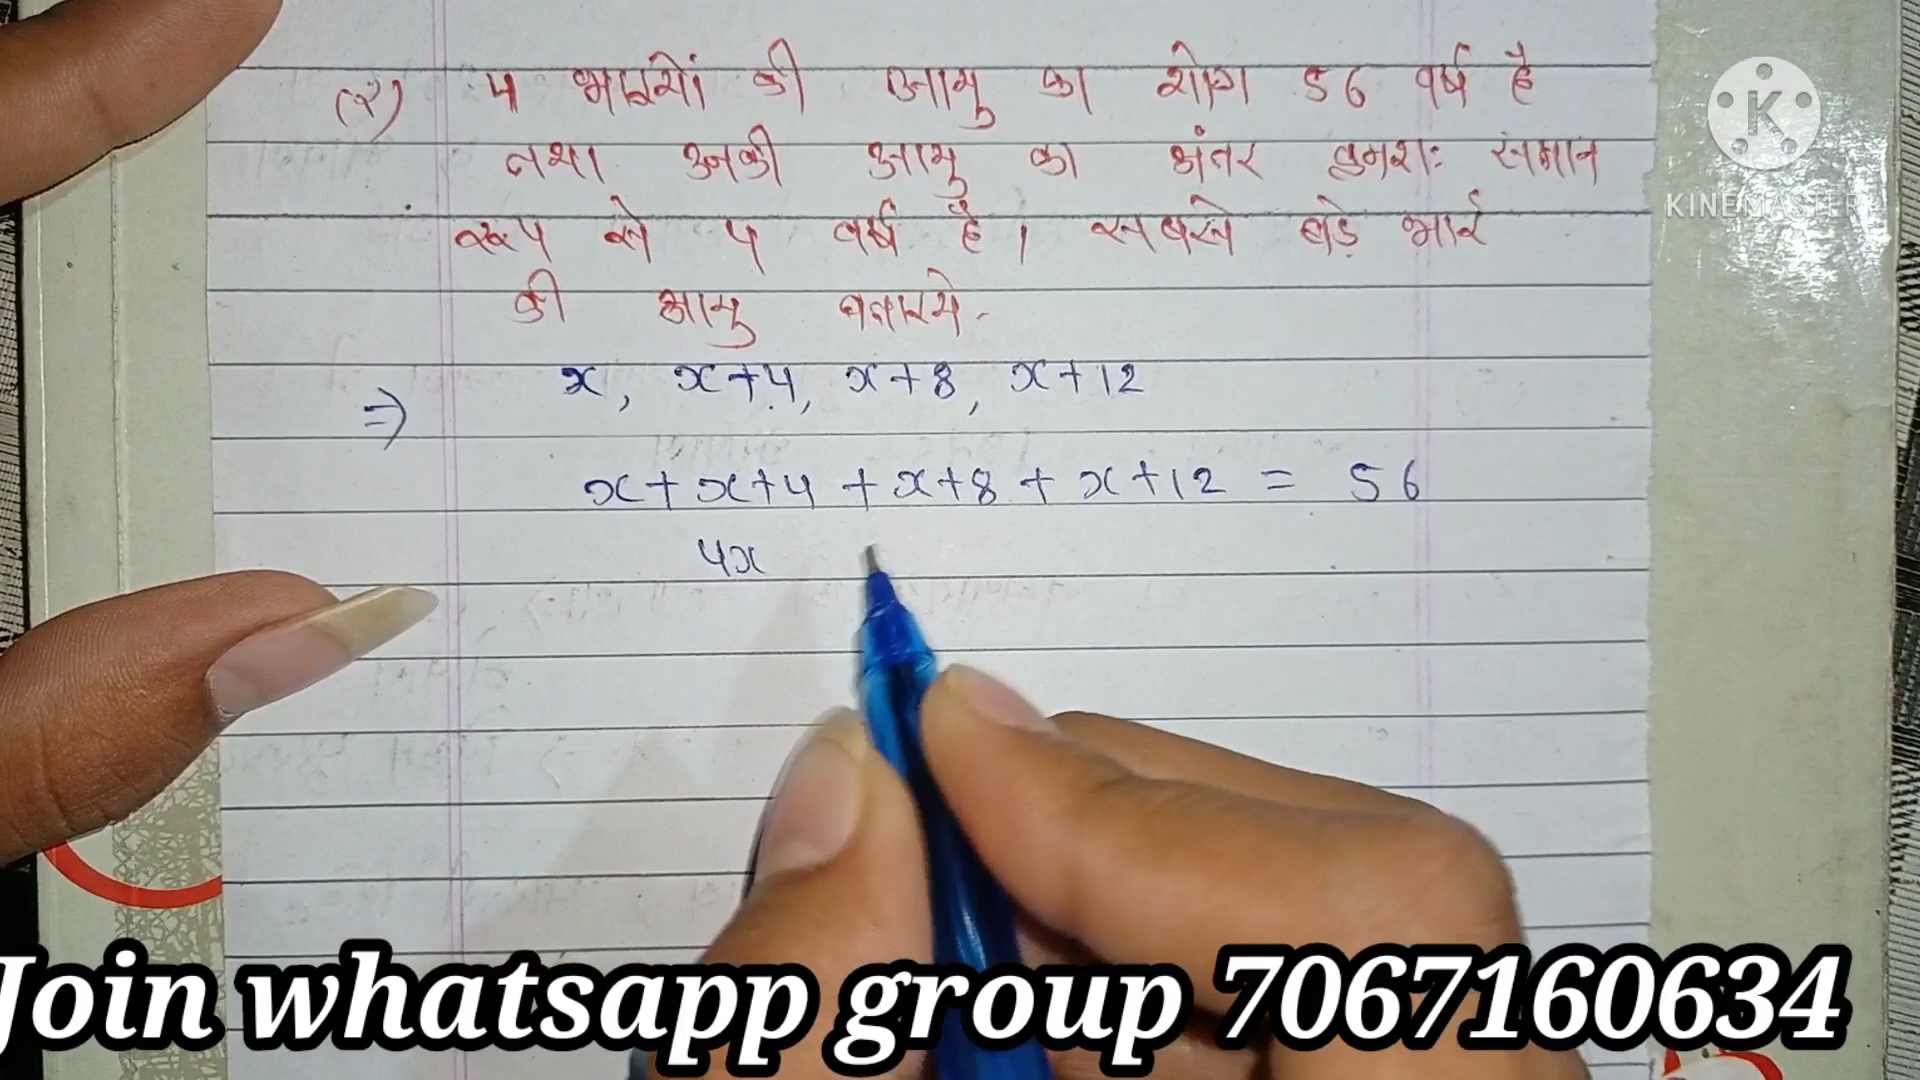 (२) 4 भाइयों की आयु का योग 56 वर्ष है
तथा उनकी आयु का अंतर क्रमशः समान
रूप से 4 वर्ष है। सबसे बड़े भाई
की आयु बताइये-
⇒ x, x+4, x+8, x+12
x + x+4 + x+8 + x+12 = 56
4x
K
KINEMASTER
Join whatsapp group 7067160634